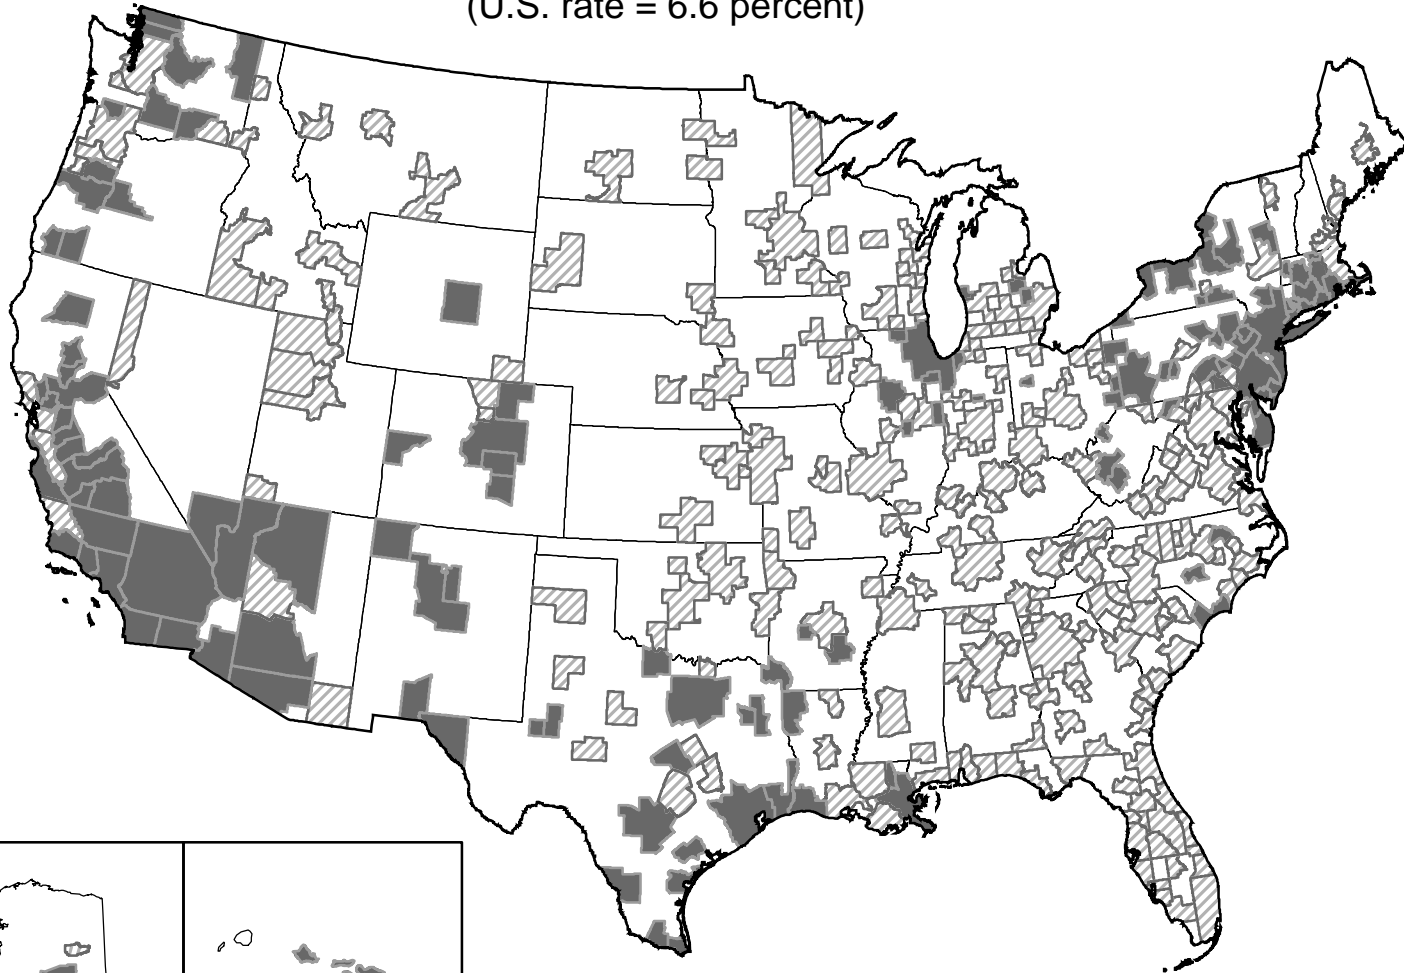 (U.S. rate = 6.6 percent)